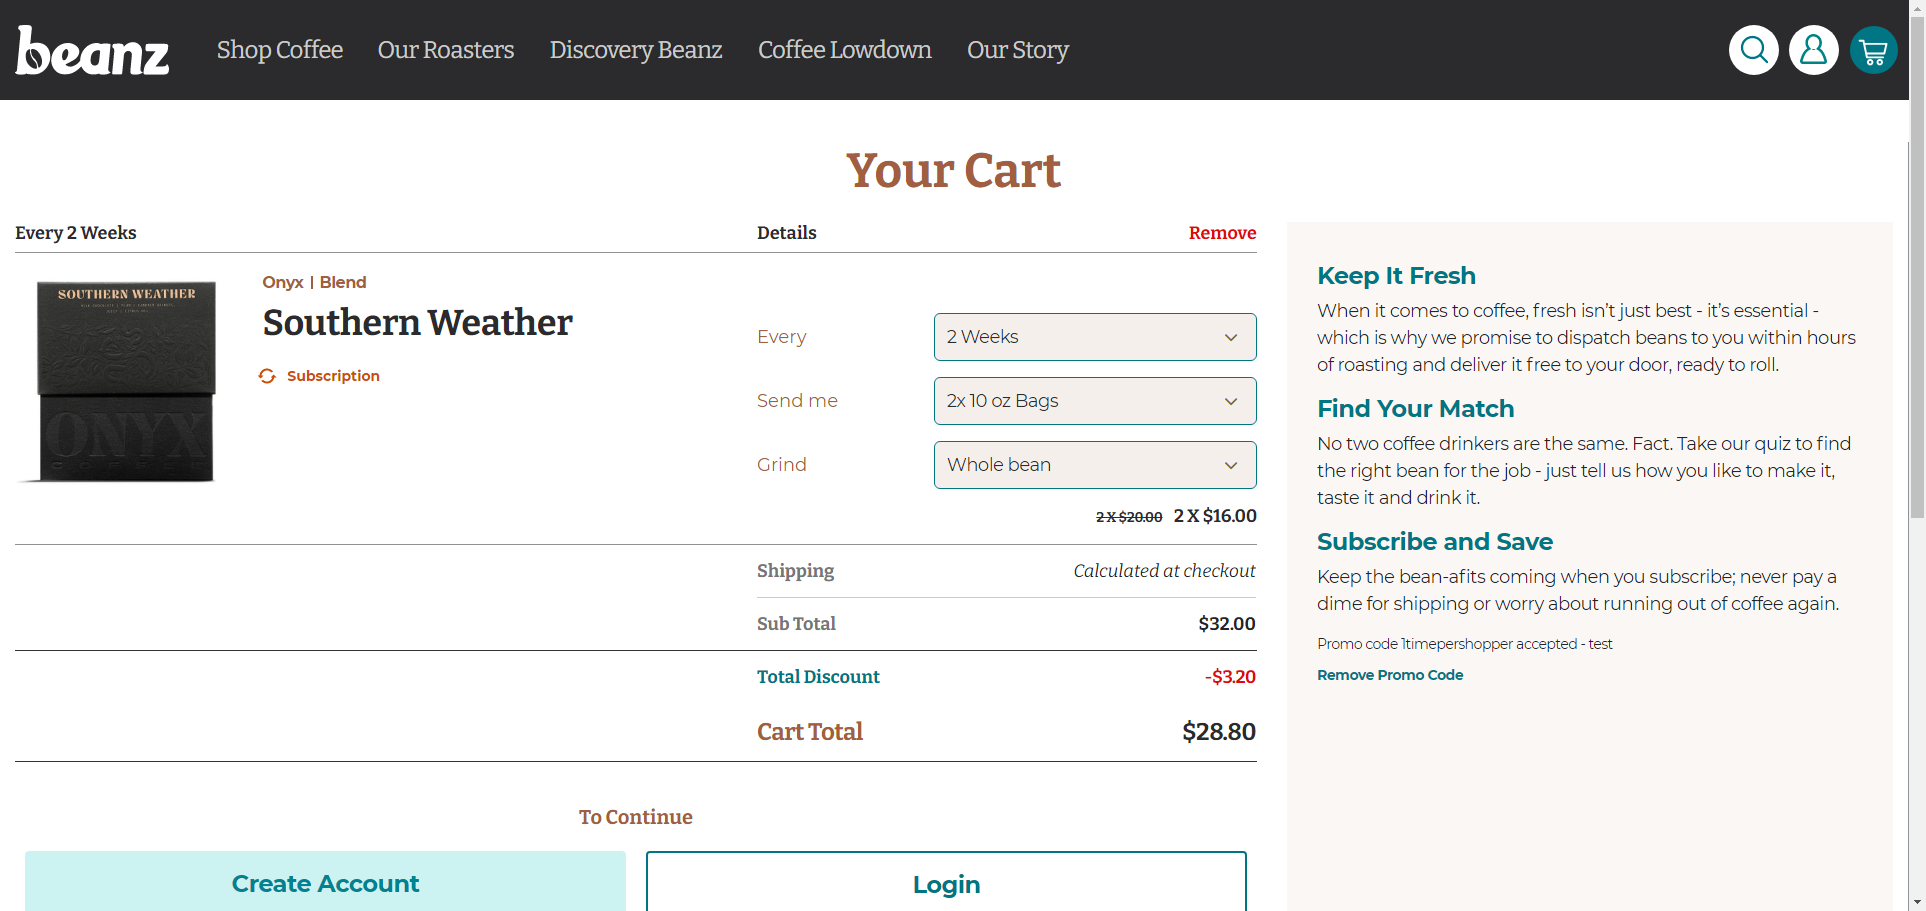 beanz
Shop Coffee
Our Roasters
Discovery Beanz
Coffee Lowdown
Our Story
Your Cart
Every 2 Weeks
Details
Remove
SOUTHERN WEATHER
ONYX
COFFEE
Onyx | Blend
Southern Weather
Subscription
Every
2 Weeks
Send me
2x 10 oz Bags
Grind
Whole bean
2 X $20.00 2 X $16.00
Shipping
Calculated at checkout
Sub Total
$32.00
Total Discount
-$3.20
Cart Total
$28.80
To Continue
Create Account
Login
Keep It Fresh
When it comes to coffee, fresh isn’t just best - it’s essential -
which is why we promise to dispatch beans to you within hours
of roasting and deliver it free to your door, ready to roll.
Find Your Match
No two coffee drinkers are the same. Fact. Take our quiz to find
the right bean for the job - just tell us how you like to make it,
taste it and drink it.
Subscribe and Save
Keep the bean-afits coming when you subscribe; never pay a
dime for shipping or worry about running out of coffee again.
Promo code 1timepershopper accepted - test
Remove Promo Code